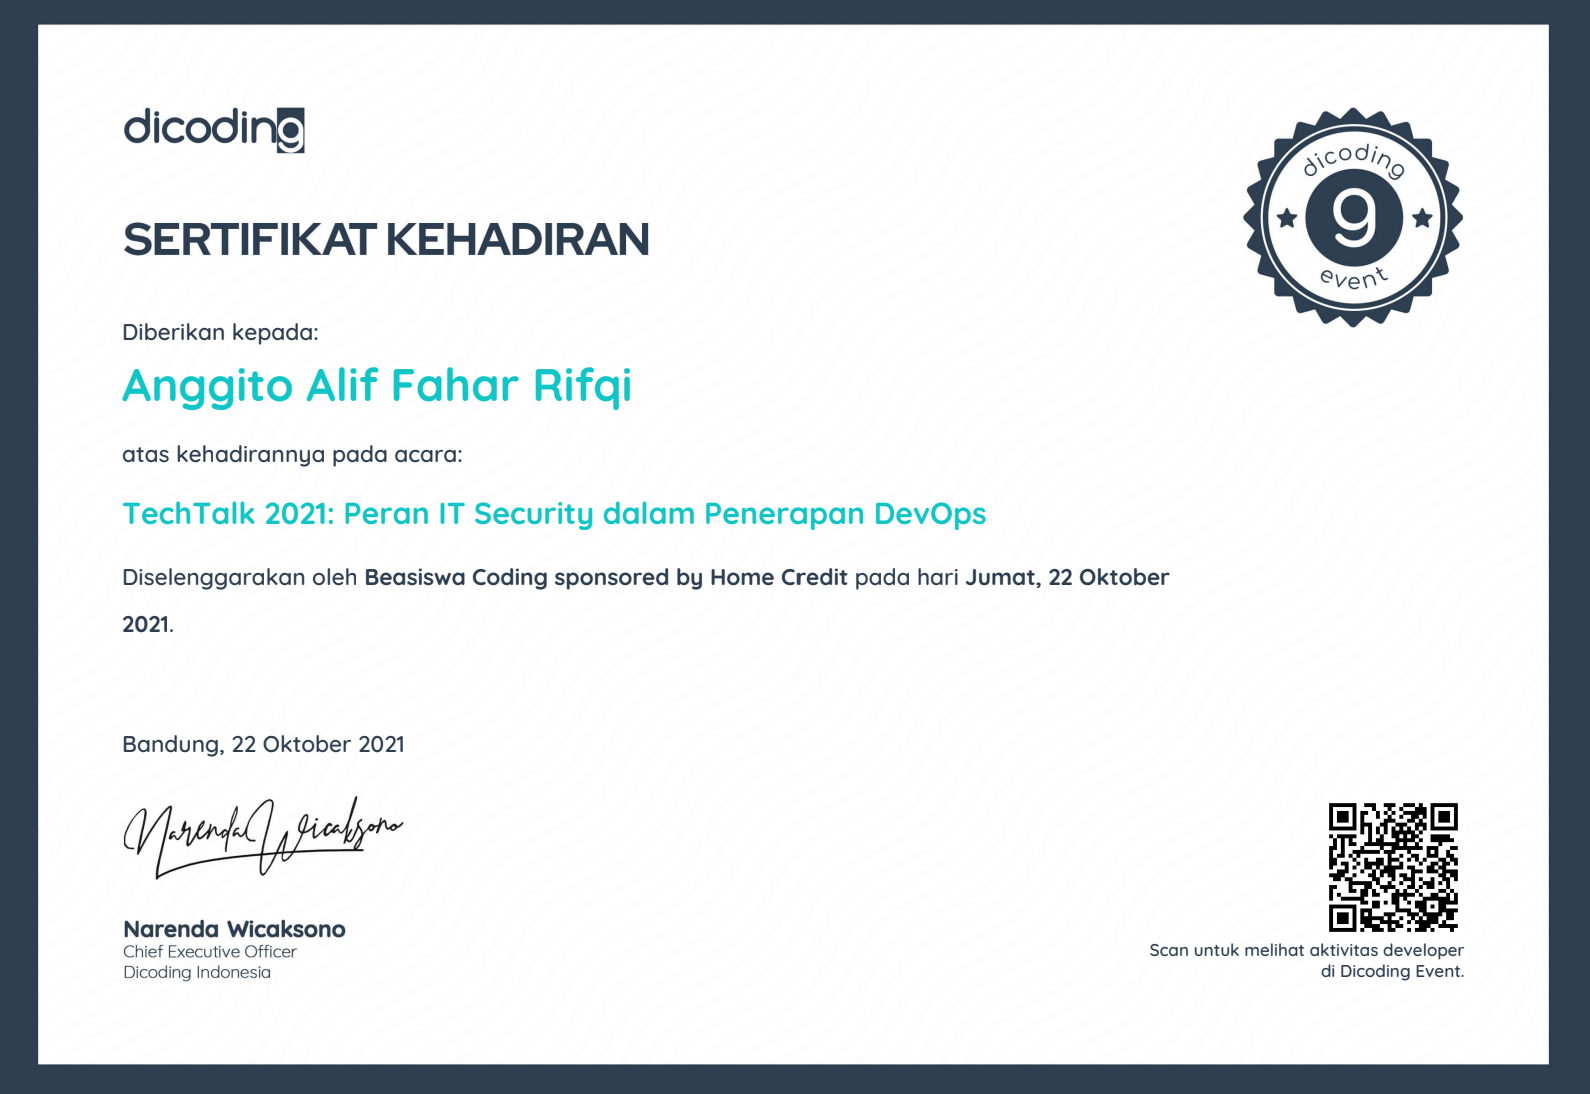 dicoding
dicoding
g
event
SERTIFIKAT KEHADIRAN
Diberikan kepada:
Anggito Alif Fahar Rifqi
atas kehadirannya pada acara:
TechTalk 2021: Peran IT Security dalam Penerapan DevOps
Diselenggarakan oleh Beasiswa Coding sponsored by Home Credit pada hari Jumat, 22 Oktober
2021.
Bandung, 22 Oktober 2021
Narenda Wicaksono
Narenda Wicaksono
Chief Executive Officer
Dicoding Indonesia
Scan untuk melihat aktivitas developer
di Dicoding Event.